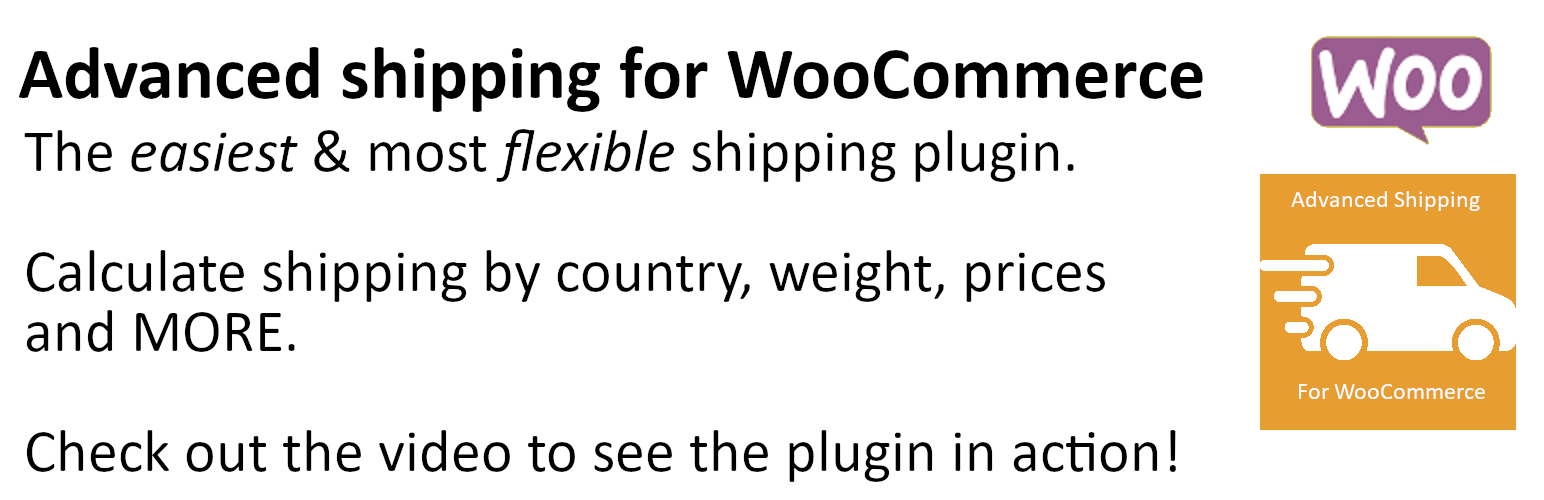 Advanced shipping for WooCommerce
The easiest & most flexible shipping plugin.
Calculate shipping by country, weight, prices
and MORE.
Check out the video to see the plugin in action!
Woo
Advanced Shipping
For WooCommerce